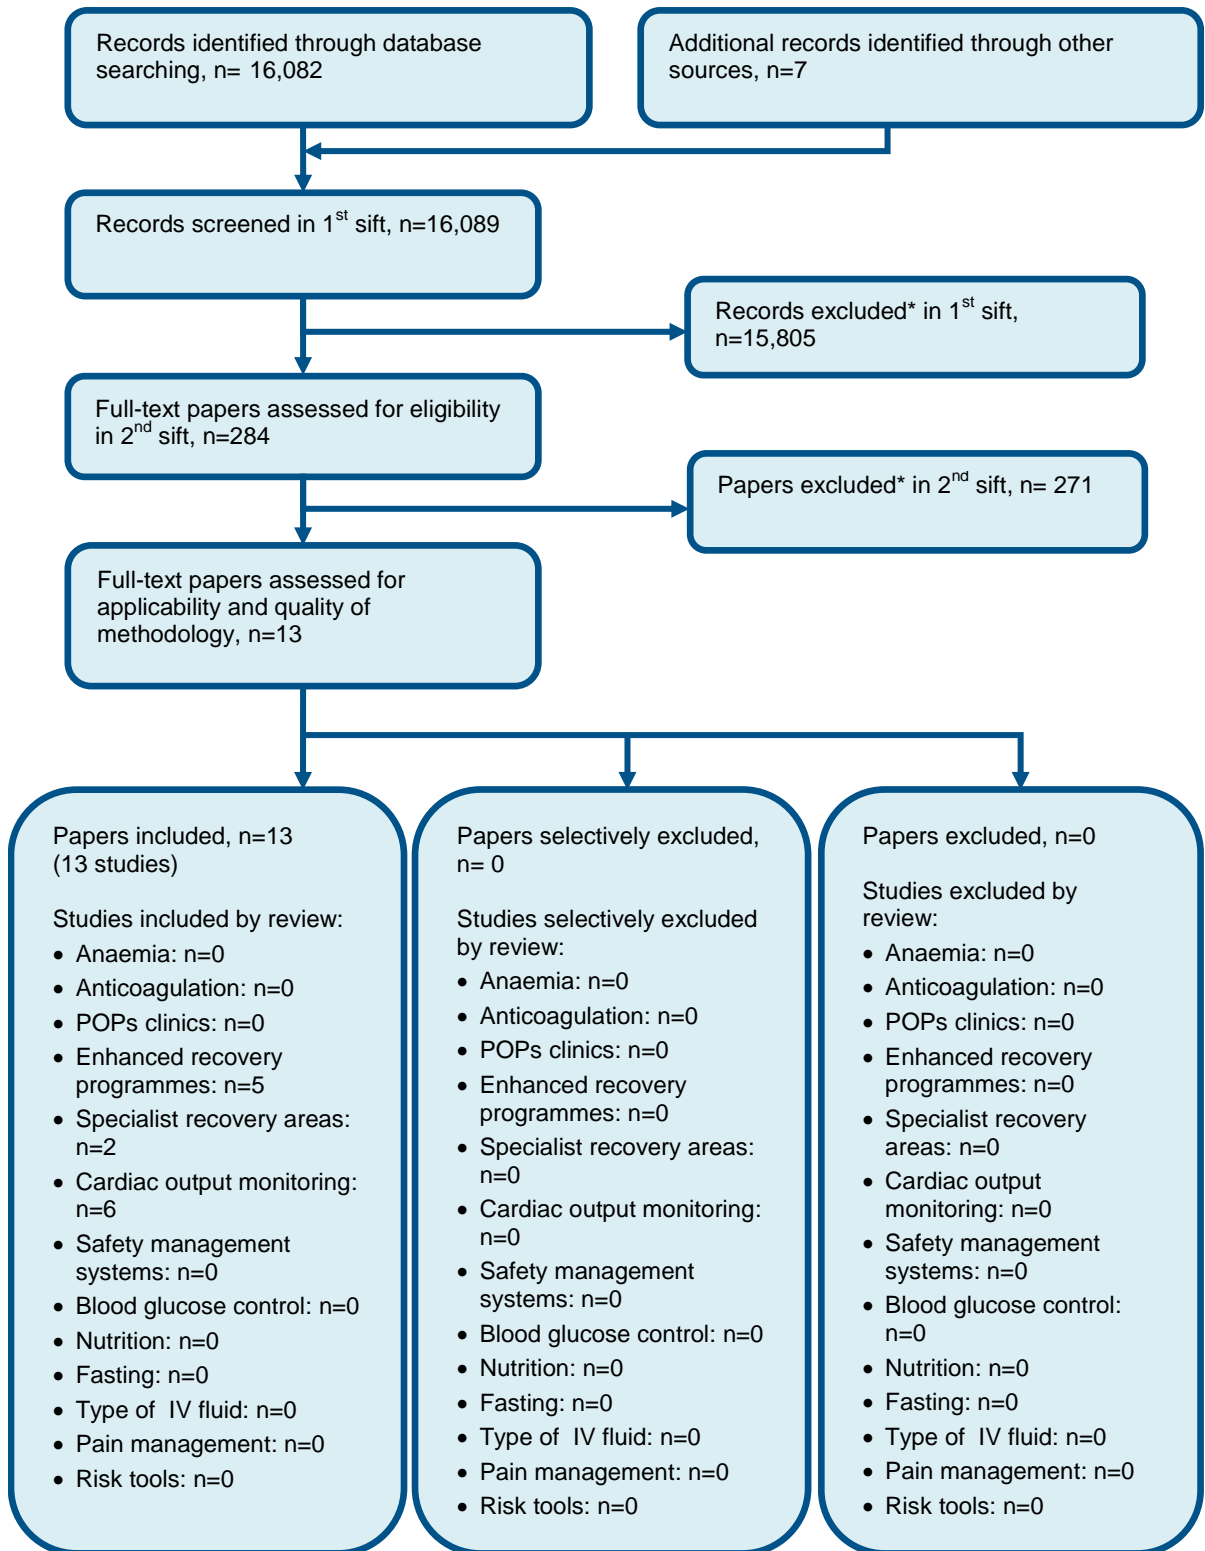 Records identified through database
searching, n= 16,082
Additional records identified through other
sources, n=7
Records screened in 1st sift, n=16,089
Records excluded* in 1st sift,
n=15,805
Full-text papers assessed for eligibility
in 2nd sift, n=284
Papers excluded* in 2nd sift, n= 271
Full-text papers assessed for
applicability and quality of
methodology, n=13
Papers included, n=13
(13 studies)
Studies included by review:
• Anaemia: n=0
• Anticoagulation: n=0
• POPs clinics: n=0
• Enhanced recovery
programmes: n=5
• Specialist recovery areas:
n=2
• Cardiac output monitoring:
n=6
• Safety management
systems: n=0
• Blood glucose control: n=0
• Nutrition: n=0
• Fasting: n=0
• Type of  IV fluid: n=0
• Pain management: n=0
• Risk tools: n=0
Papers selectively excluded,
n= 0
Studies selectively excluded
by review:
• Anaemia: n=0
• Anticoagulation: n=0
• POPs clinics: n=0
• Enhanced recovery
programmes: n=0
• Specialist recovery areas:
n=0
• Cardiac output monitoring:
n=0
• Safety management
systems: n=0
• Blood glucose control: n=0
• Nutrition: n=0
• Fasting: n=0
• Type of  IV fluid: n=0
• Pain management: n=0
• Risk tools: n=0
Papers excluded, n=0
Studies excluded by
review:
• Anaemia: n=0
• Anticoagulation: n=0
• POPs clinics: n=0
• Enhanced recovery
programmes: n=0
• Specialist recovery
areas: n=0
• Cardiac output
monitoring: n=0
• Safety management
systems: n=0
• Blood glucose control:
n=0
• Nutrition: n=0
• Fasting: n=0
• Type of  IV fluid: n=0
• Pain management: n=0
• Risk tools: n=0